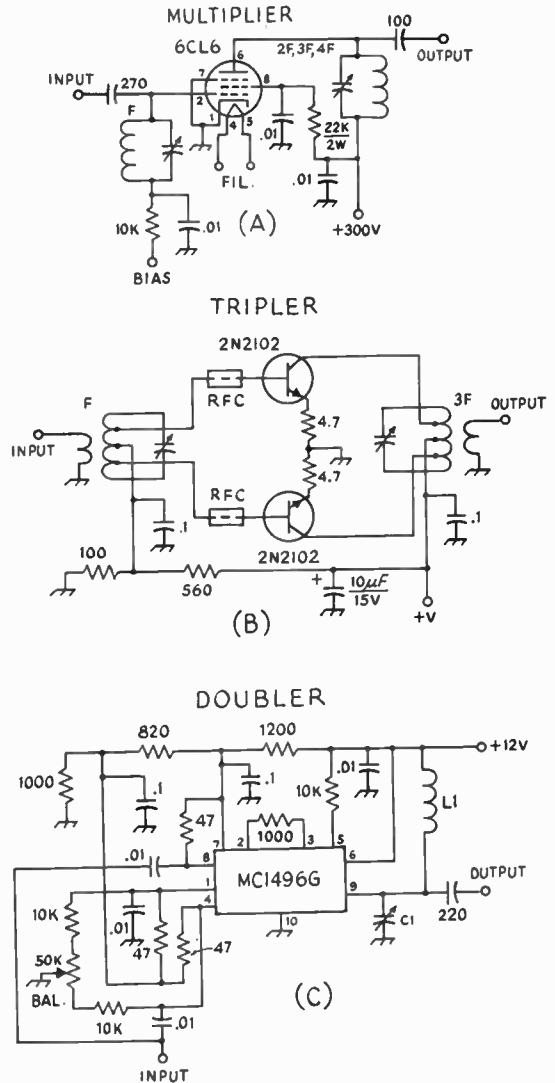 MULTIPLIER
6CL6
100
OUTPUT
2F,3F,4F
6
INPUT
270
7
8
2
1
4
5
F
.01
22K
2W
.01
FIL.
10K
.01
(A)
+300V
BIAS
TRIPLER
2N2102
F
RFC
3F
OUTPUT
4.7
INPUT
4.7
RFC
.1
.1
2N2102
100
560
+
10µF
15V
+V
(B)
DOUBLER
820
1200
+12V
1000
.1
.1
.01
10K
L1
47
2
1000
3
5
7
.01
8
6
1
MC1496G
9
OUTPUT
4
10K
.01
10
C1
220
50K
47
47
BAL.
10K
.01
(C)
INPUT